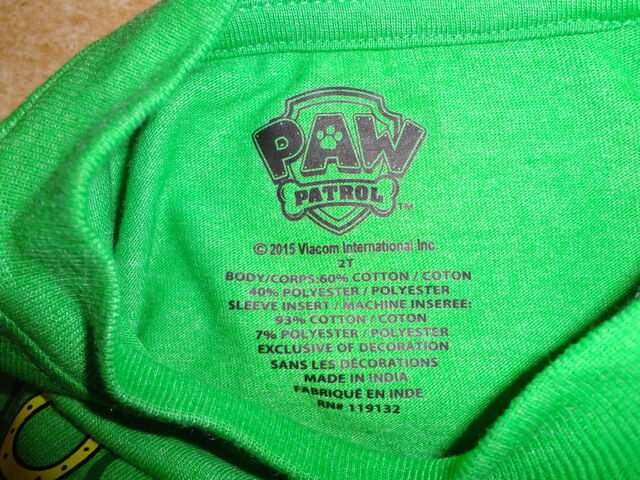 PAW
PATROL™
© 2015 Viacom International Inc.
2T
BODY/CORPS:60% COTTON / COTON
40% POLYESTER / POLYESTER
SLEEVE INSERT / MACHINE INSEREE:
93% COTTON / COTON
7% POLYESTER / POLYESTER
EXCLUSIVE OF DECORATION
SANS LES DÉCORATIONS
MADE IN INDIA
FABRIQUÉ EN INDE
RN# 119132